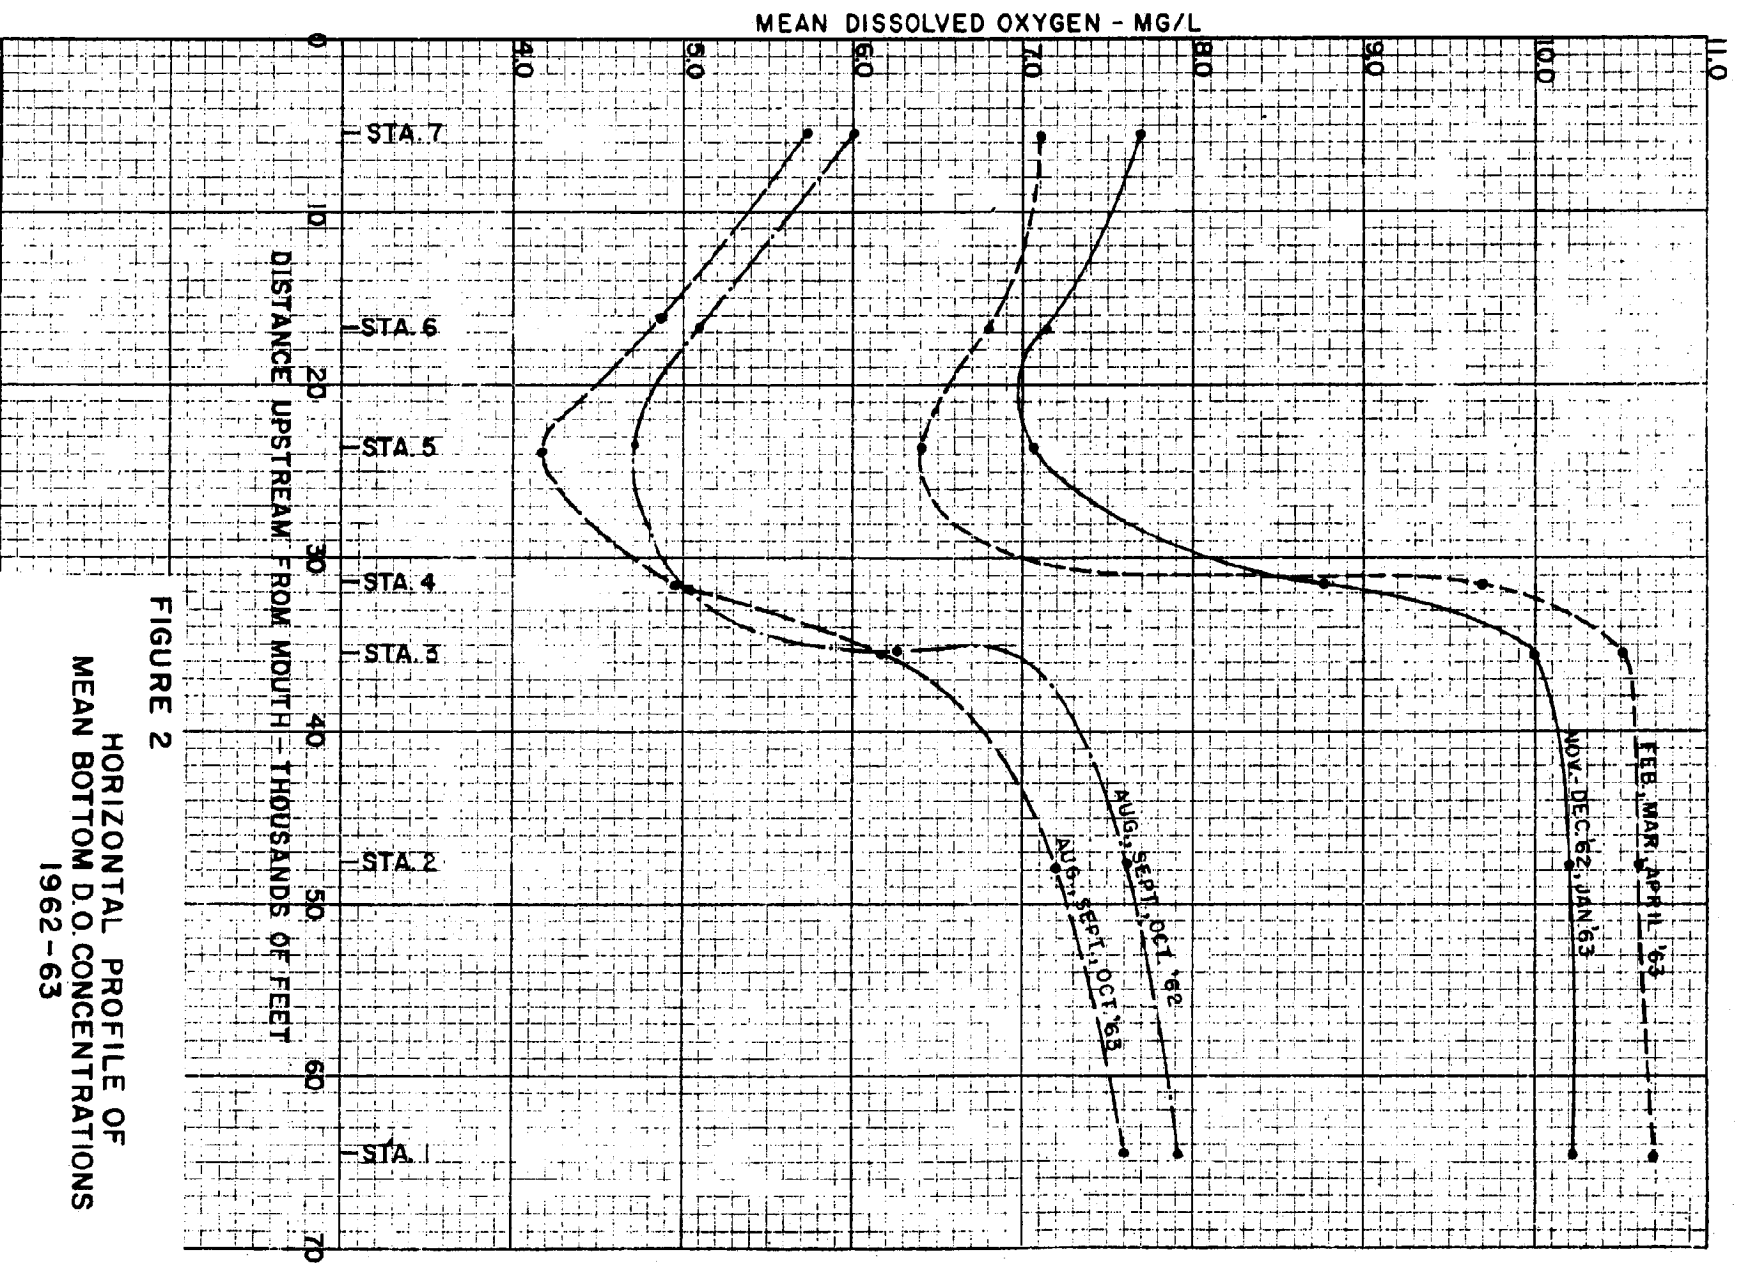 MEAN DISSOLVED OXYGEN - MG/L
11.0
10.0
9.0
8.0
7.0
6.0
5.0
4.0
0
10
20
30
40
50
60
70
STA. 7
STA. 6
STA. 5
STA. 4
STA. 3
STA. 2
STA. 1
FEB., MAR., APRIL '63
NOV.-DEC.'62, JAN.'63
AUG., SEPT., OCT. '62
AUG., SEPT., OCT. '63
DISTANCE UPSTREAM FROM MOUTH - THOUSANDS OF FEET
FIGURE 2
HORIZONTAL PROFILE OF
MEAN BOTTOM D.O. CONCENTRATIONS
1962-63